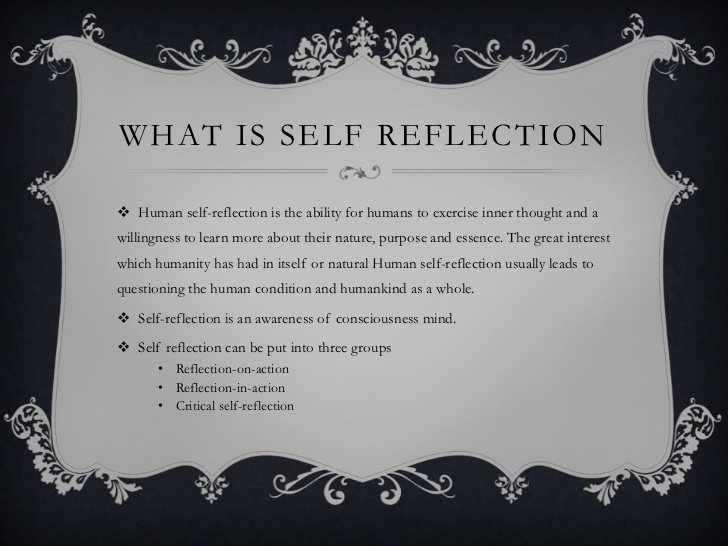 WHAT IS SELF REFLECTION
❖ Human self-reflection is the ability for humans to exercise inner thought and a
willingness to learn more about their nature, purpose and essence. The great interest
which humanity has had in itself or natural Human self-reflection usually leads to
questioning the human condition and humankind as a whole.
❖ Self-reflection is an awareness of consciousness mind.
❖ Self reflection can be put into three groups
• Reflection-on-action
• Reflection-in-action
• Critical self-reflection